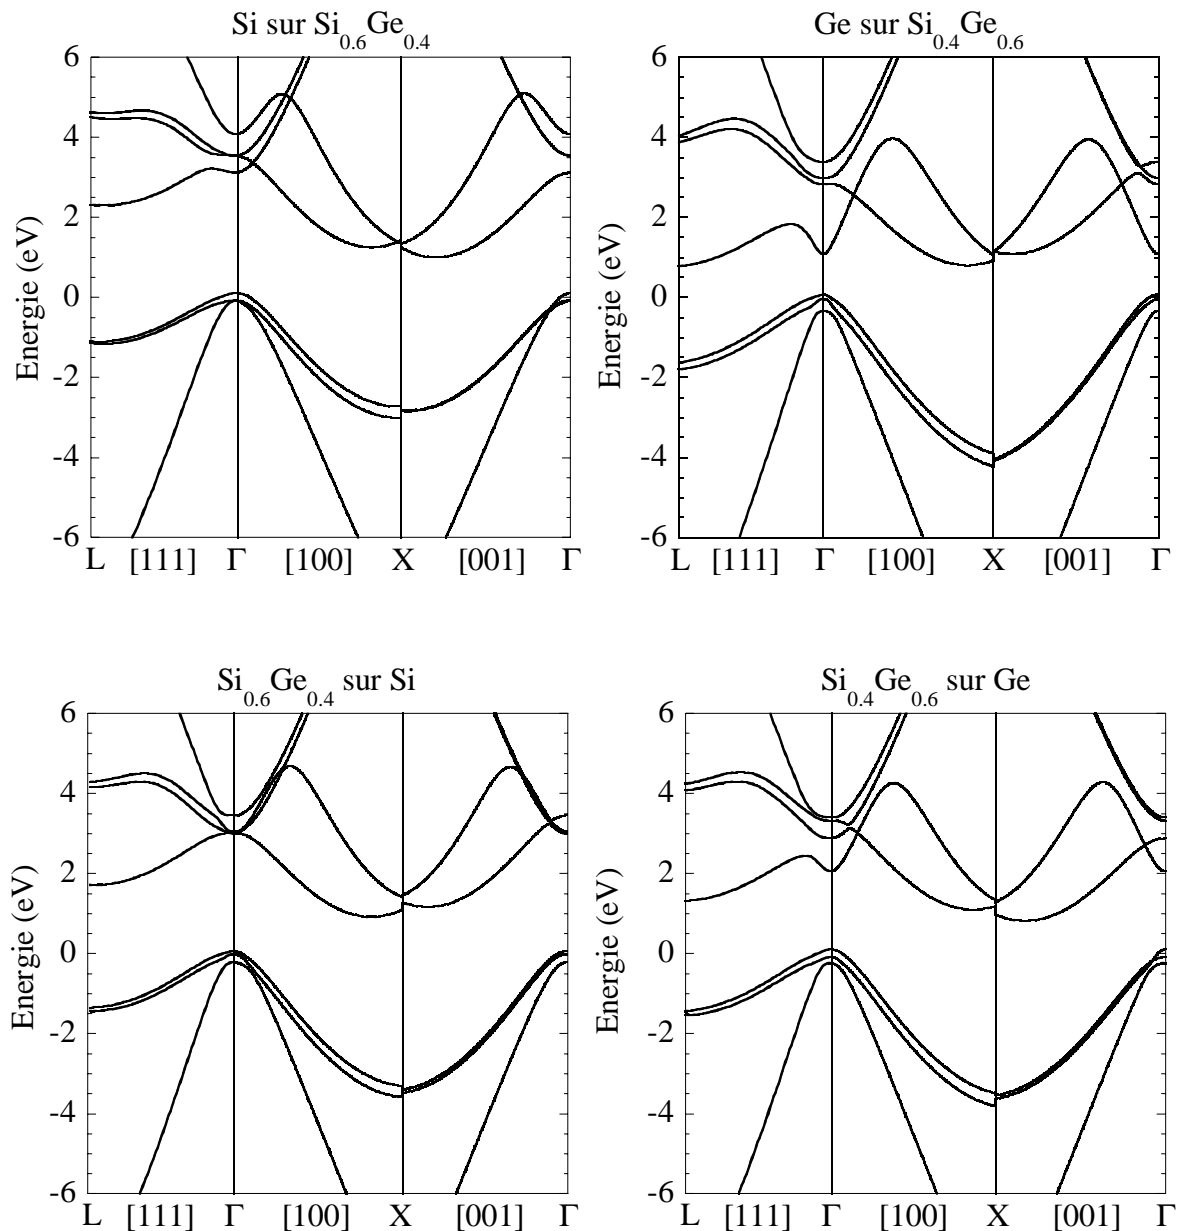 Si sur Si0.6Ge0.4
Energie (eV)
6
4
2
0
-2
-4
-6
L [111] Γ [100] X [001] Γ
Ge sur Si0.4Ge0.6
Energie (eV)
6
4
2
0
-2
-4
-6
L [111] Γ [100] X [001] Γ
Si0.6Ge0.4 sur Si
Energie (eV)
6
4
2
0
-2
-4
-6
L [111] Γ [100] X [001] Γ
Si0.4Ge0.6 sur Ge
Energie (eV)
6
4
2
0
-2
-4
-6
L [111] Γ [100] X [001] Γ